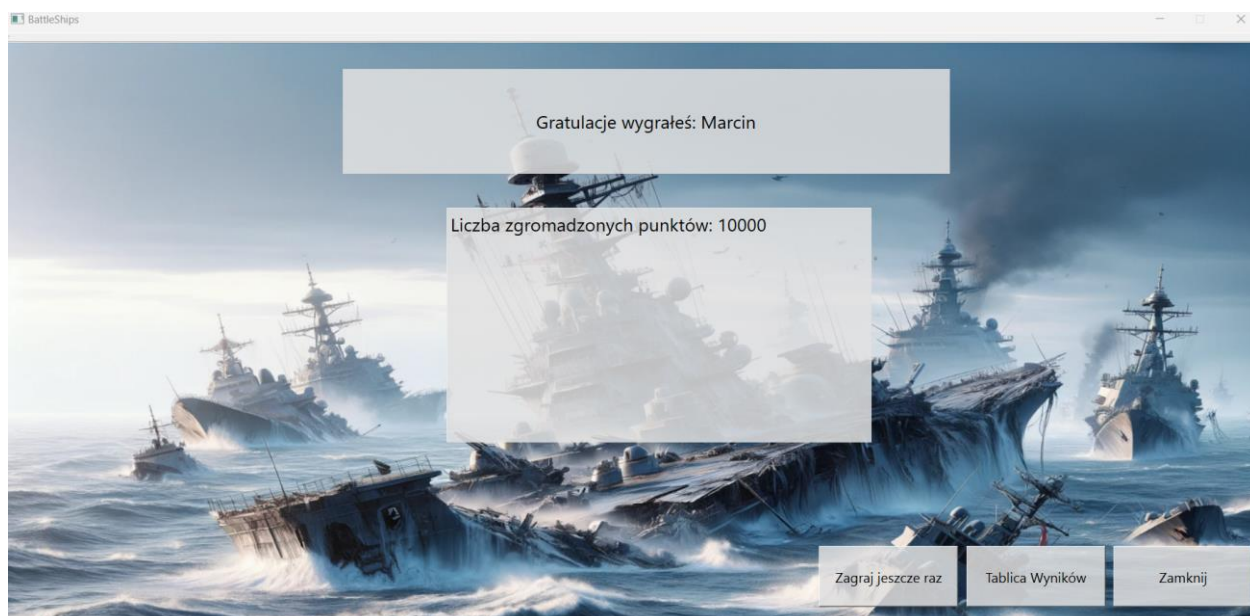 BattleShips
Gratulacje wygrałeś: Marcin
Liczba zgromadzonych punktów: 10000
Zagraj jeszcze raz
Tablica Wyników
Zamknij